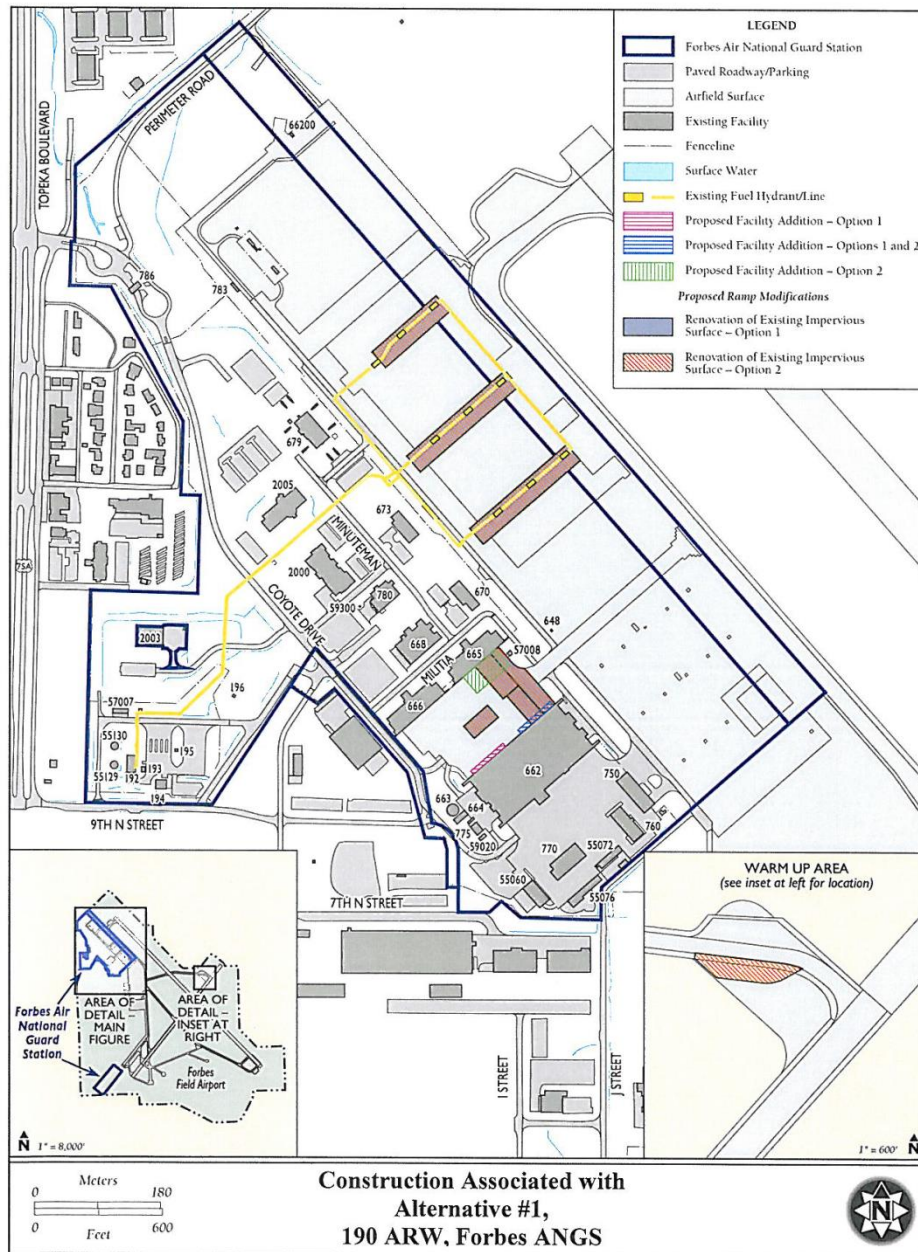 LEGEND
Forbes Air National Guard Station
Paved Roadway/Parking
Airfield Surface
Existing Facility
Fenceline
Surface Water
Existing Fuel Hydrant/Line
Proposed Facility Addition – Option 1
Proposed Facility Addition – Options 1 and 2
Proposed Facility Addition – Option 2
Proposed Ramp Modifications
Renovation of Existing Impervious
Surface – Option 1
Renovation of Existing Impervious
Surface – Option 2
TOPEKA BOULEVARD
PERIMETER ROAD
66200
786
783
679
2005
MINUTEMAN
673
2000
780
59300
COYOTE DRIVE
670
648
668
665
57008
MILITIA
666
2003
75A
196
57007
55130
195
193
55129
192
194
9TH N STREET
662
750
663
664
775
760
59020
770
55072
55060
55076
7TH N STREET
I STREET
J STREET
Forbes Air
National
Guard
Station
AREA OF
DETAIL –
MAIN
FIGURE
AREA OF
DETAIL –
INSET AT
RIGHT
Forbes
Field Airport
N 1" = 8,000'
WARM UP AREA
(see inset at left for location)
1" = 600' N
Meters
0 180
0 600
Feet
Construction Associated with
Alternative #1,
190 ARW, Forbes ANGS
N